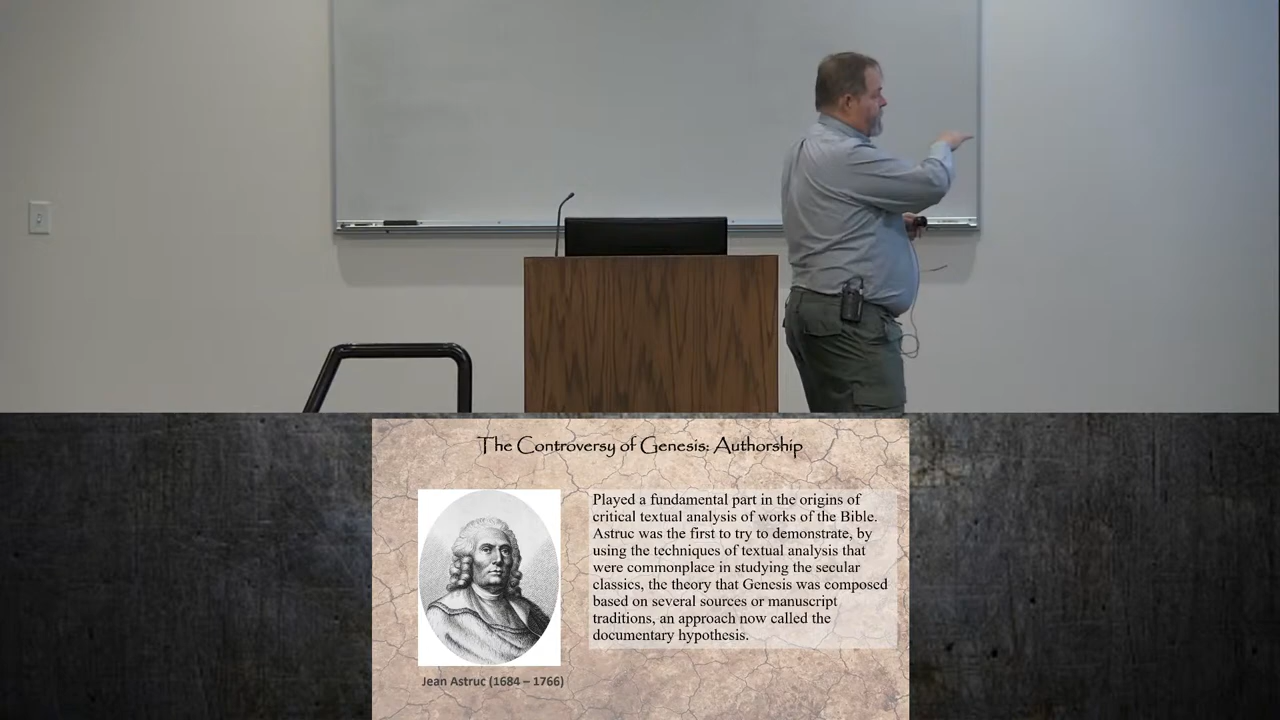 The Controversy of Genesis: Authorship
Played a fundamental part in the origins of
critical textual analysis of works of the Bible.
Astruc was the first to try to demonstrate, by
using the techniques of textual analysis that
were commonplace in studying the secular
classics, the theory that Genesis was composed
based on several sources or manuscript
traditions, an approach now called the
documentary hypothesis.
Jean Astruc (1684 – 1766)